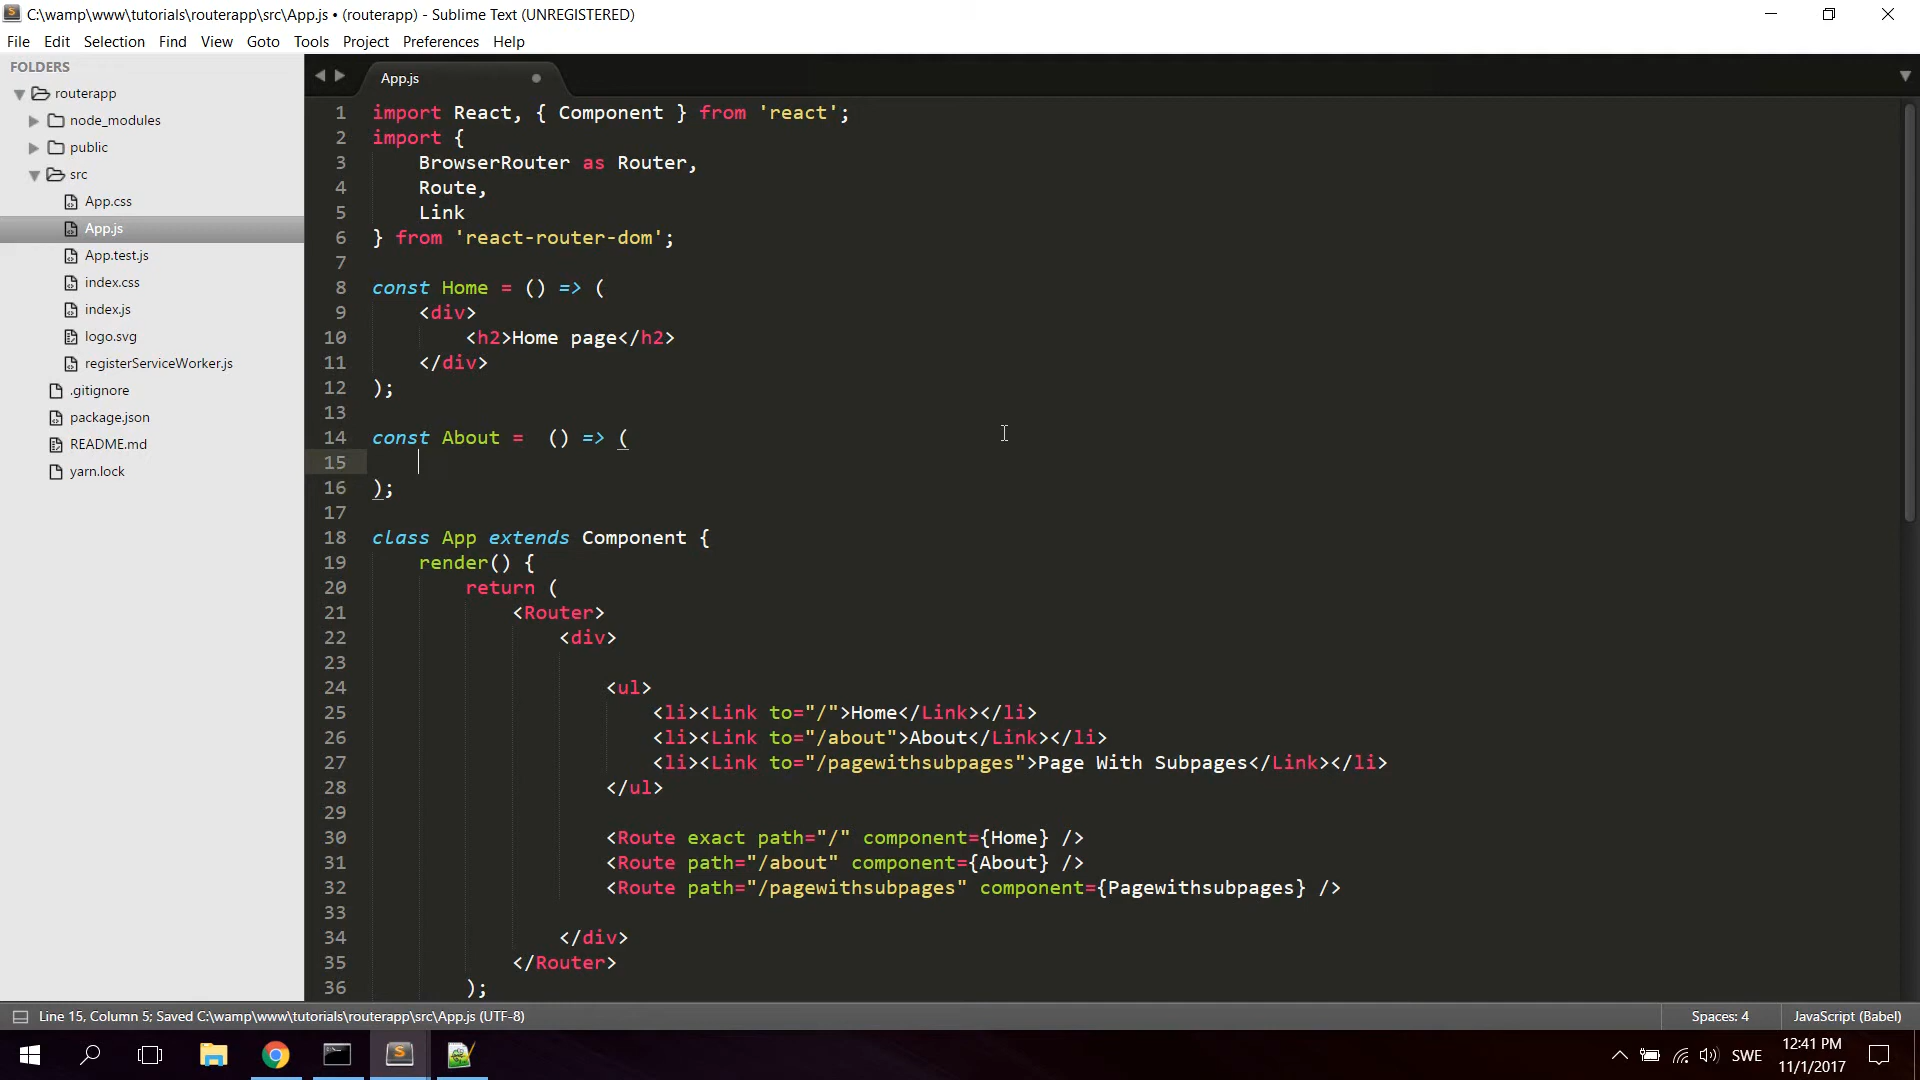 C:\wamp\www\tutorials\routerapp\src\App.js • (routerapp) - Sublime Text (UNREGISTERED)
File Edit Selection Find View Goto Tools Project Preferences Help
FOLDERS
routerapp
node_modules
public
src
App.css
App.js
App.test.js
index.css
index.js
logo.svg
registerServiceWorker.js
.gitignore
package.json
README.md
yarn.lock
App.js
1 import React, { Component } from 'react';
2 import {
3     BrowserRouter as Router,
4     Route,
5     Link
6 } from 'react-router-dom';
7
8 const Home = () => (
9     <div>
10         <h2>Home page</h2>
11     </div>
12 );
13
14 const About =  () => (
15
16 );
17
18 class App extends Component {
19     render() {
20         return (
21             <Router>
22                 <div>
23
24                     <ul>
25                         <li><Link to="/">Home</Link></li>
26                         <li><Link to="/about">About</Link></li>
27                         <li><Link to="/pagewithsubpages">Page With Subpages</Link></li>
28                     </ul>
29
30                     <Route exact path="/" component={Home} />
31                     <Route path="/about" component={About} />
32                     <Route path="/pagewithsubpages" component={Pagewithsubpages} />
33
34                 </div>
35             </Router>
36         );
Line 15, Column 5; Saved C:\wamp\www\tutorials\routerapp\src\App.js (UTF-8) Spaces: 4 JavaScript (Babel)
SWE
12:41 PM
11/1/2017